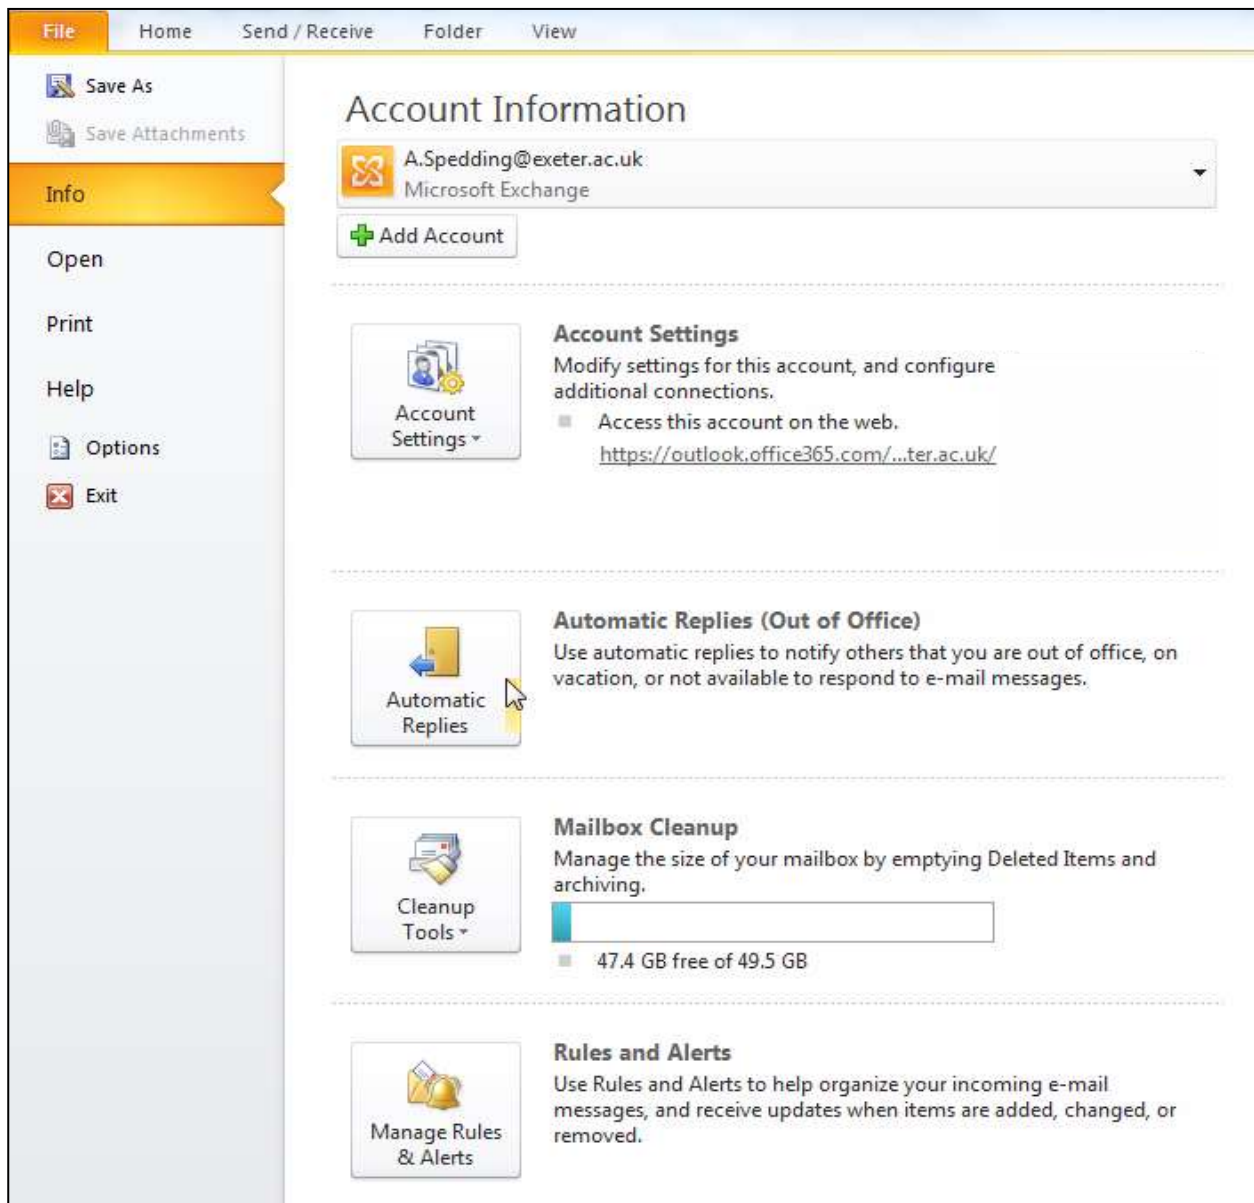 File Home Send / Receive Folder View
Save As
Save Attachments
Info
Open
Print
Help
Options
Exit
Account Information
A.Spedding@exeter.ac.uk
Microsoft Exchange
Add Account
Account
Settings
Account Settings
Modify settings for this account, and configure
additional connections.
Access this account on the web.
https://outlook.office365.com/...ter.ac.uk/
Automatic
Replies
Automatic Replies (Out of Office)
Use automatic replies to notify others that you are out of office, on
vacation, or not available to respond to e-mail messages.
Cleanup
Tools
Mailbox Cleanup
Manage the size of your mailbox by emptying Deleted Items and
archiving.
47.4 GB free of 49.5 GB
Manage Rules
& Alerts
Rules and Alerts
Use Rules and Alerts to help organize your incoming e-mail
messages, and receive updates when items are added, changed, or
removed.